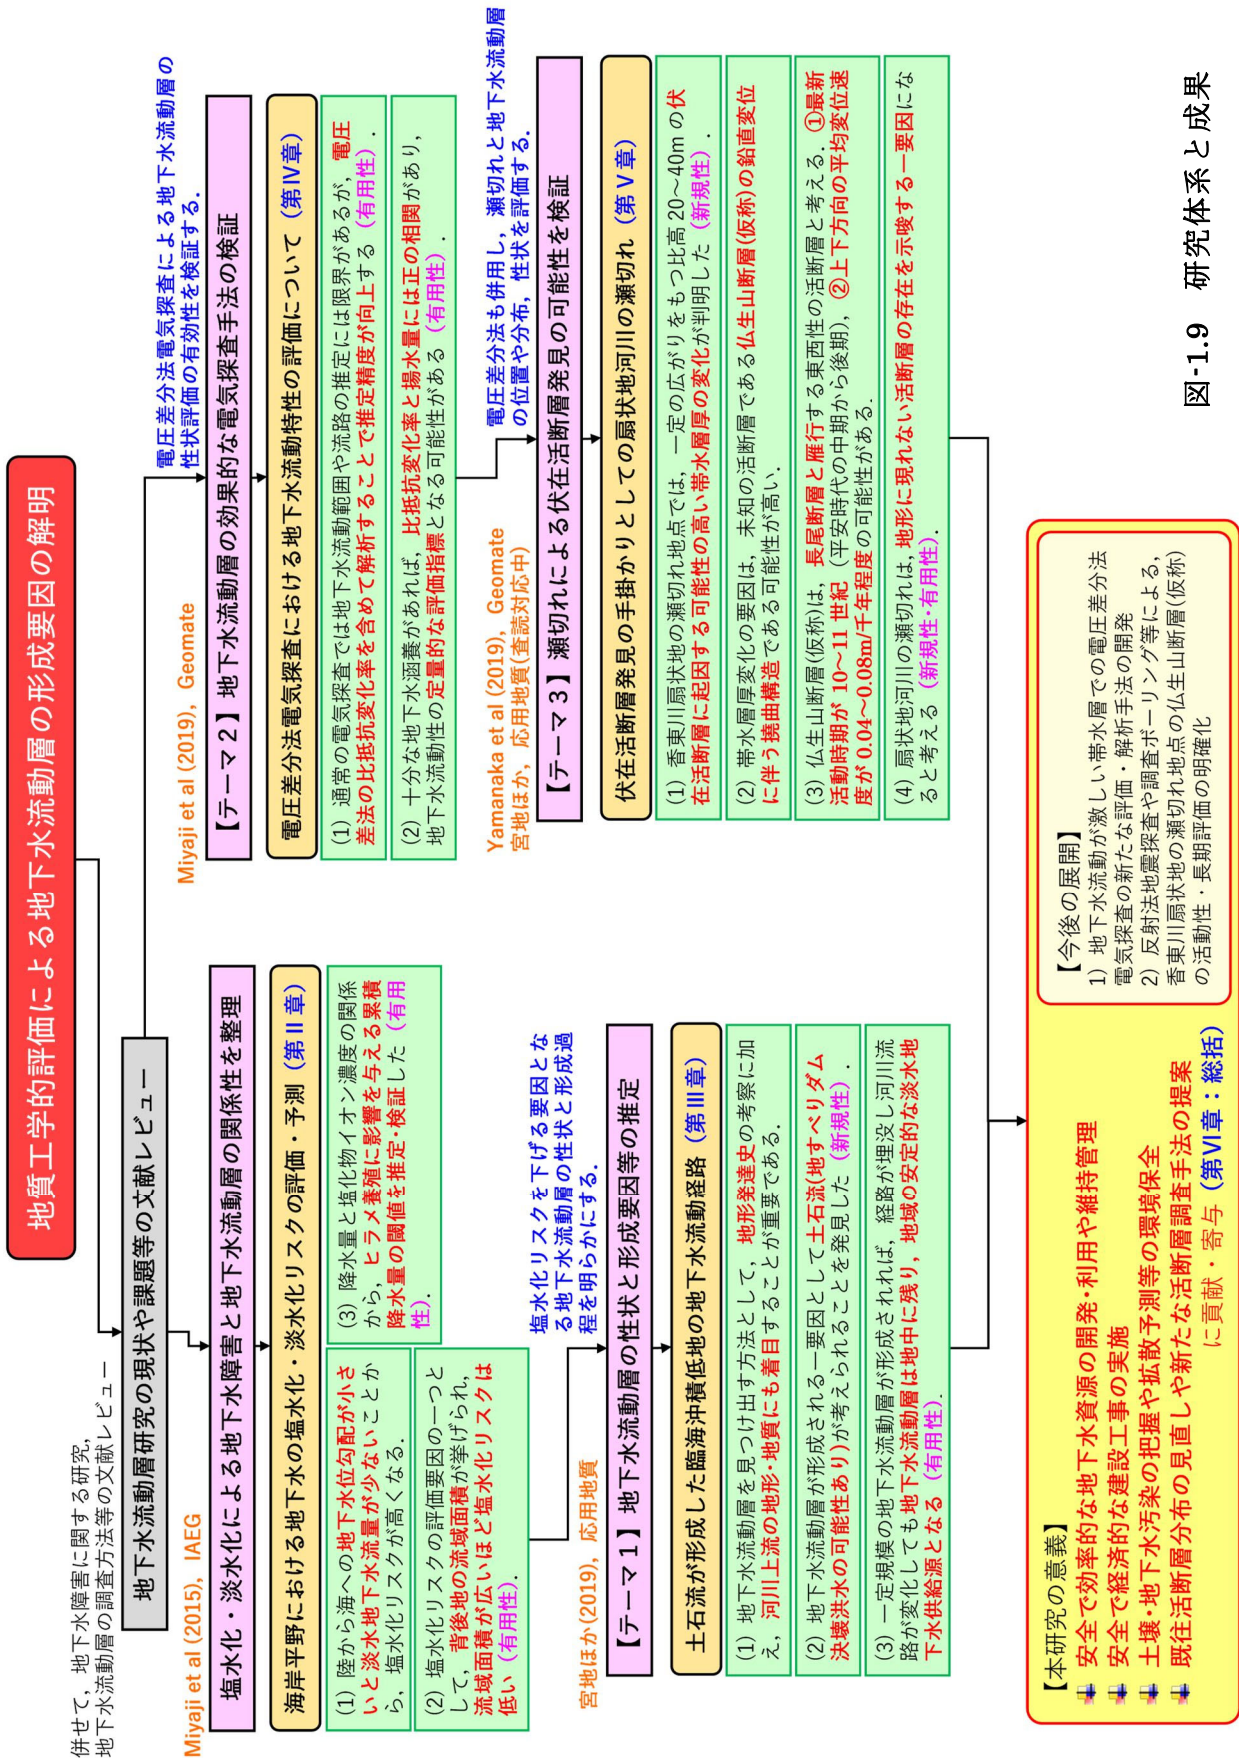 地質工学的評価による地下水流動層の形成要因の解明
併せて，地下水障害に関する研究，
地下水流動層の調査方法等の文献レビュー
地下水流動層研究の現状や課題等の文献レビュー
Miyaji et al (2015)，IAEG
塩水化・淡水化による地下水障害と地下水流動層の関係性を整理
海岸平野における地下水の塩水化・淡水化リスクの評価・予測（第Ⅱ章）
(1) 陸から海への地下水位勾配が小さ
いと淡水地下水流量が少ないことか
ら，塩水化リスクが高くなる．
(2) 塩水化リスクの評価要因の一つと
して，背後地の流域面積が挙げられ，
流域面積が広いほど塩水化リスクは
低い（有用性）．
(3) 降水量と塩化物イオン濃度の関係
から，ヒラメ養殖に影響を与える累積
降水量の閾値を推定・検証した（有用
性）．
塩水化リスクを下げる要因とな
る地下水流動層の性状と形成過
程を明らかにする．
宮地ほか(2019)，応用地質
【テーマ１】地下水流動層の性状と形成要因等の推定
土石流が形成した臨海沖積低地の地下水流動経路（第Ⅲ章）
(1) 地下水流動層を見つけ出す方法として，地形発達史の考察に加
え，河川上流の地形・地質にも着目することが重要である．
(2) 地下水流動層が形成される一要因として土石流(地すべりダム
決壊洪水の可能性あり)が考えられることを発見した（新規性）．
(3) 一定規模の地下水流動層が形成されれば，経路が埋没し河川流
路が変化しても地下水流動層は地中に残り，地域の安定的な淡水地
下水供給源となる（有用性）．
電圧差分法電気探査による地下水流動層の
性状評価の有効性を検証する．
Miyaji et al (2019)，Geomate
【テーマ２】地下水流動層の効果的な電気探査手法の検証
電圧差分法電気探査における地下水流動特性の評価について（第Ⅳ章）
(1) 通常の電気探査では地下水流動範囲や流路の推定には限界があるが，電圧
差法の比抵抗変化率を含めて解析することで推定精度が向上する（有用性）．
(2) 十分な地下水涵養があれば，比抵抗変化率と揚水量には正の相関があり，
地下水流動性の定量的な評価指標となる可能性がある（有用性）．
電圧差分法も併用し，瀬切れと地下水流動層
の位置や分布，性状を評価する．
Yamanaka et al (2019)，Geomate
宮地ほか，応用地質(査読対応中)
【テーマ３】瀬切れによる伏在活断層発見の可能性を検証
伏在活断層発見の手掛かりとしての扇状地河川の瀬切れ（第Ⅴ章）
(1) 香東川扇状地の瀬切れ地点では，一定の広がりをもつ比高 20～40m の伏
在活断層に起因する可能性の高い帯水層厚の変化が判明した（新規性）．
(2) 帯水層厚変化の要因は，未知の活断層である仏生山断層(仮称)の鉛直変位
に伴う撓曲構造である可能性が高い．
(3) 仏生山断層(仮称)は，長尾断層と雁行する東西性の活断層と考える．①最新
活動時期が 10～11 世紀（平安時代の中期から後期），②上下方向の平均変位速
度が 0.04～0.08m/千年程度の可能性がある．
(4) 扇状地河川の瀬切れは，地形に現れない活断層の存在を示唆する一要因にな
ると考える（新規性・有用性）．
【本研究の意義】
安全で効率的な地下水資源の開発・利用や維持管理
安全で経済的な建設工事の実施
土壌・地下水汚染の把握や拡散予測等の環境保全
既往活断層分布の見直しや新たな活断層調査手法の提案
に貢献・寄与（第Ⅵ章：総括）
【今後の展開】
1) 地下水流動が激しい帯水層での電圧差分法
電気探査の新たな評価・解析手法の開発
2) 反射法地震探査や調査ボーリング等による，
香東川扇状地の瀬切れ地点の仏生山断層(仮称)
の活動性・長期評価の明確化
図-1.9 研究体系と成果